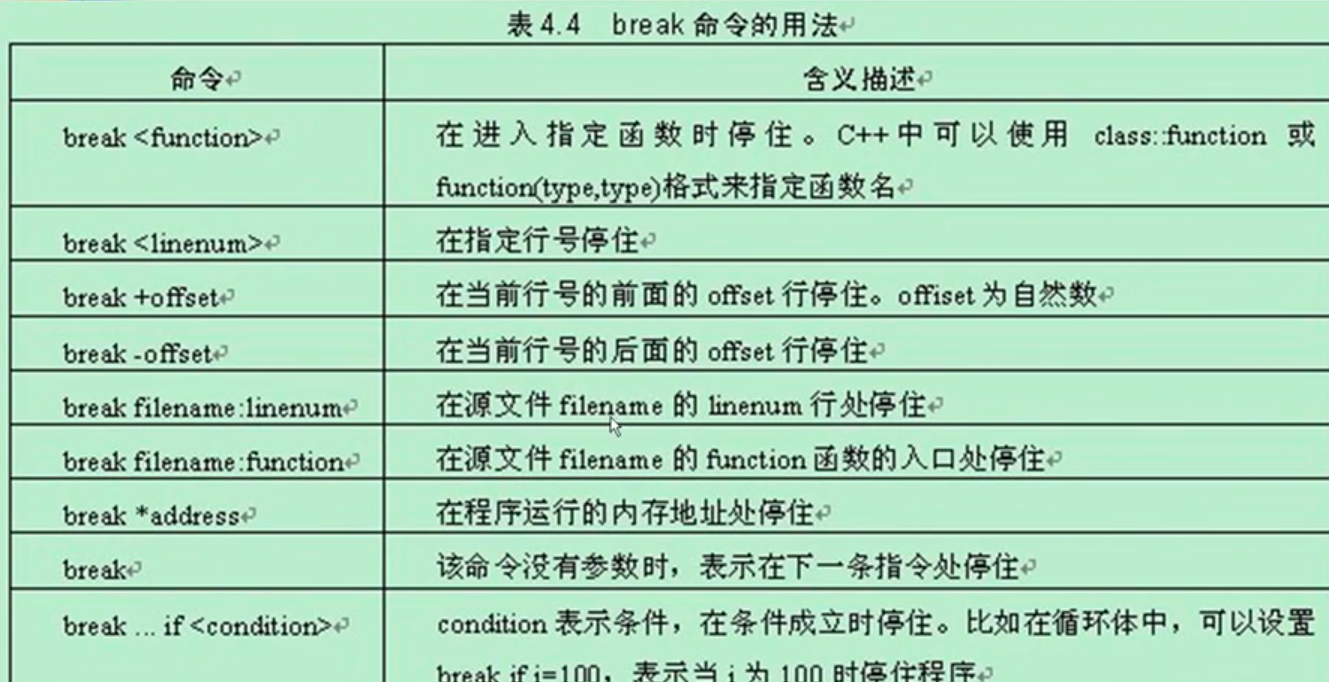 表4.4 break 命令的用法
命令
含义描述
break <function>
在进入指定函数时停住。C++中可以使用 class::function 或
function(type,type)格式来指定函数名
break <linenum>
在指定行号停住
break +offset
在当前行号的前面的 offset 行停住。offiset 为自然数
break -offset
在当前行号的后面的 offset 行停住
break filename:linenum
在源文件 filename 的 linenum 行处停住
break filename:function
在源文件 filename 的 function 函数的入口处停住
break *address
在程序运行的内存地址处停住
break
该命令没有参数时，表示在下一条指令处停住
break ... if <condition>
condition 表示条件，在条件成立时停住。比如在循环体中，可以设置
break if i=100，表示当 i 为 100 时停住程序